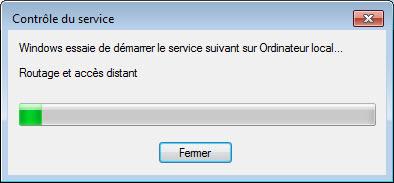 Contrôle du service
Windows essaie de démarrer le service suivant sur Ordinateur local...
Routage et accès distant
Fermer